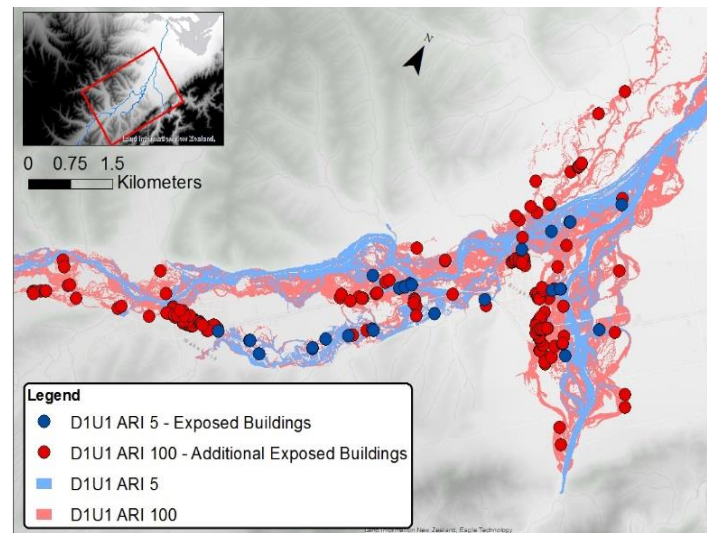 Land Information New Zealand,
N
0 0.75 1.5
Kilometers
Legend
D1U1 ARI 5 - Exposed Buildings
D1U1 ARI 100 - Additional Exposed Buildings
D1U1 ARI 5
D1U1 ARI 100
Land Information New Zealand, Eagle Technology